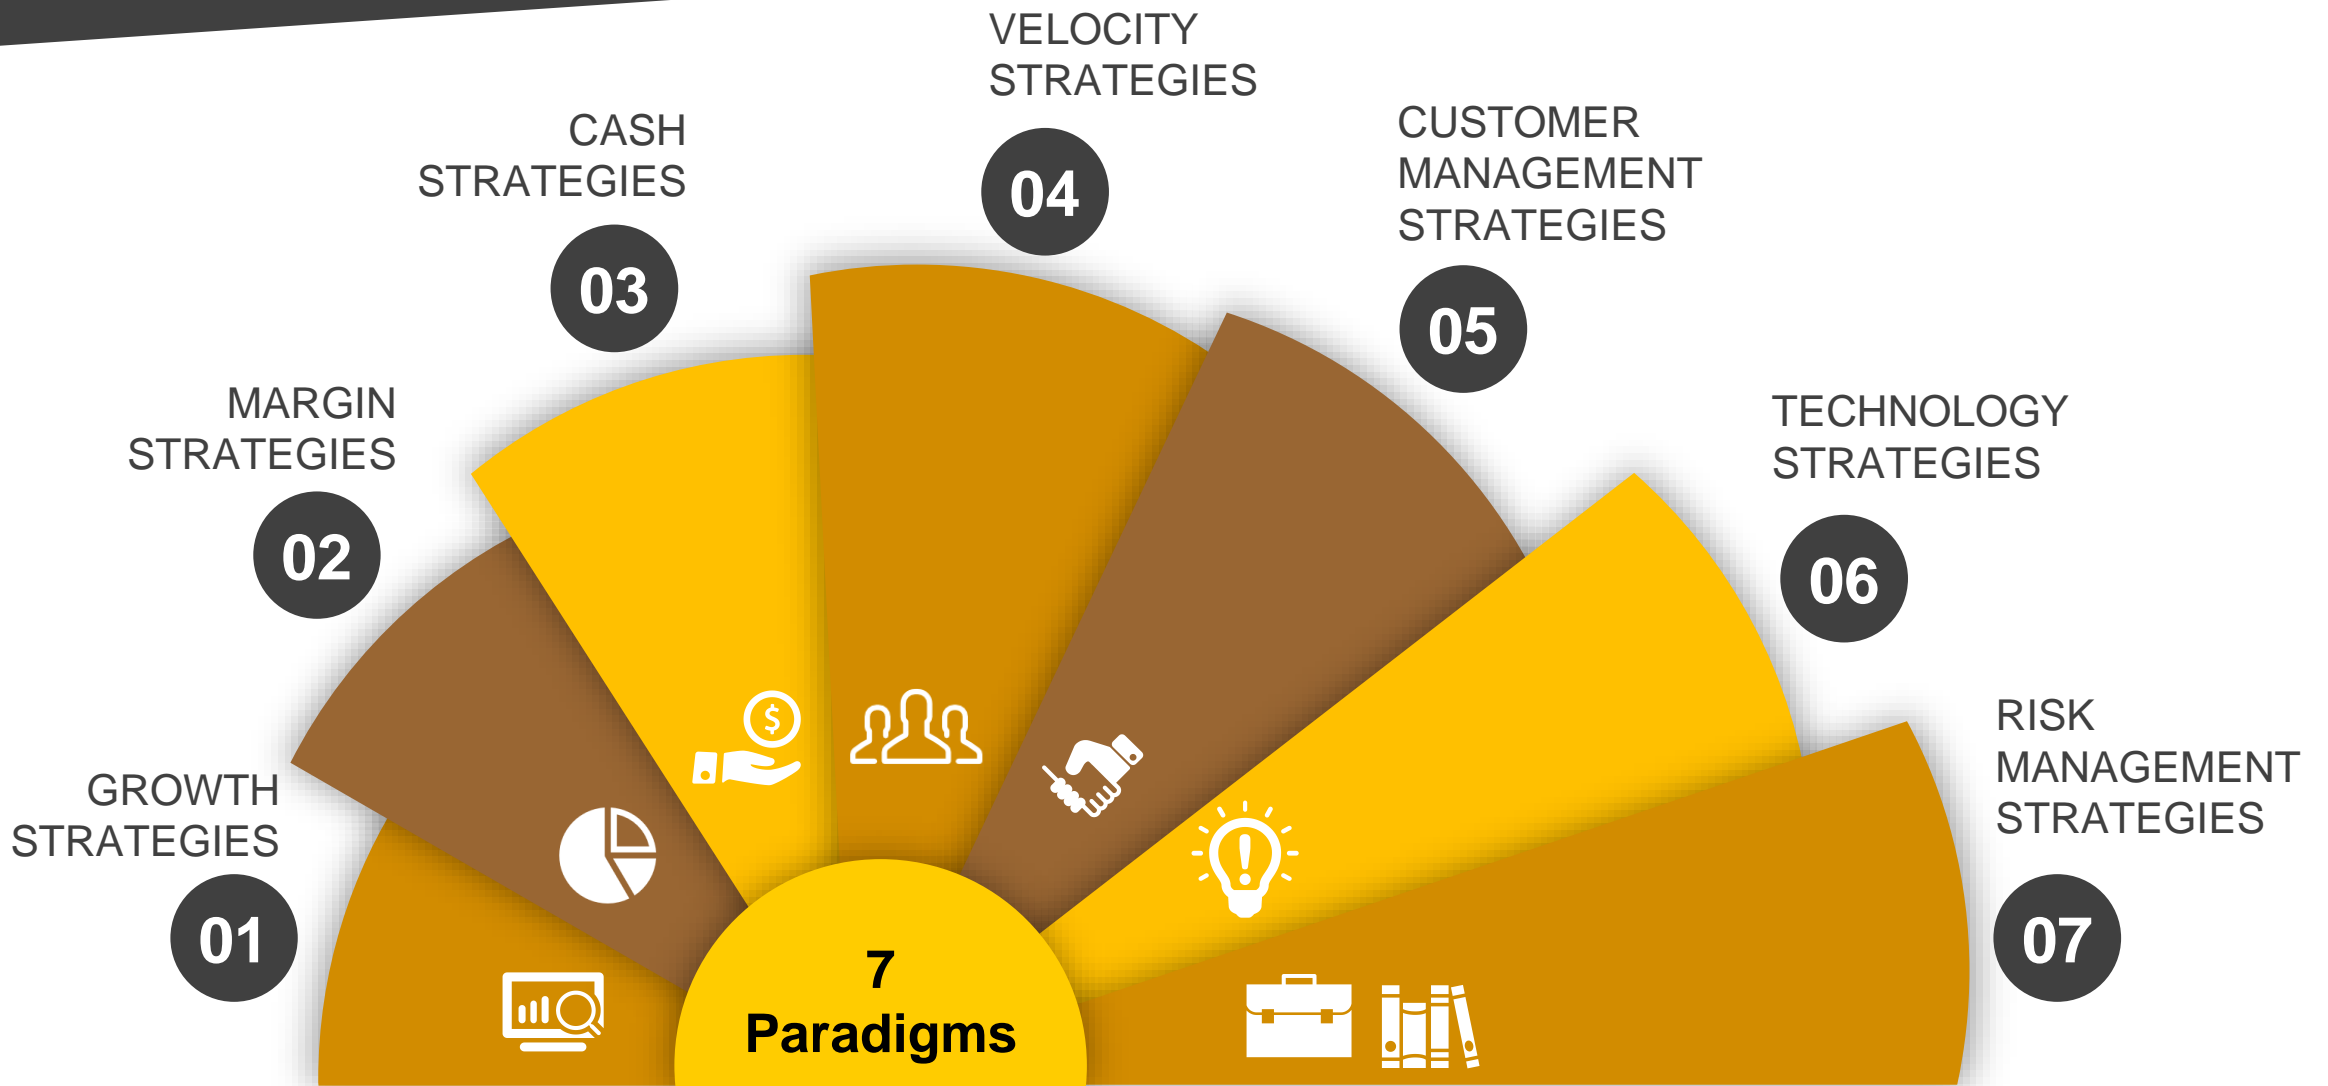 GROWTH
STRATEGIES
01
MARGIN
STRATEGIES
02
CASH
STRATEGIES
03
VELOCITY
STRATEGIES
04
CUSTOMER
MANAGEMENT
STRATEGIES
05
TECHNOLOGY
STRATEGIES
06
RISK
MANAGEMENT
STRATEGIES
07
$
7
Paradigms